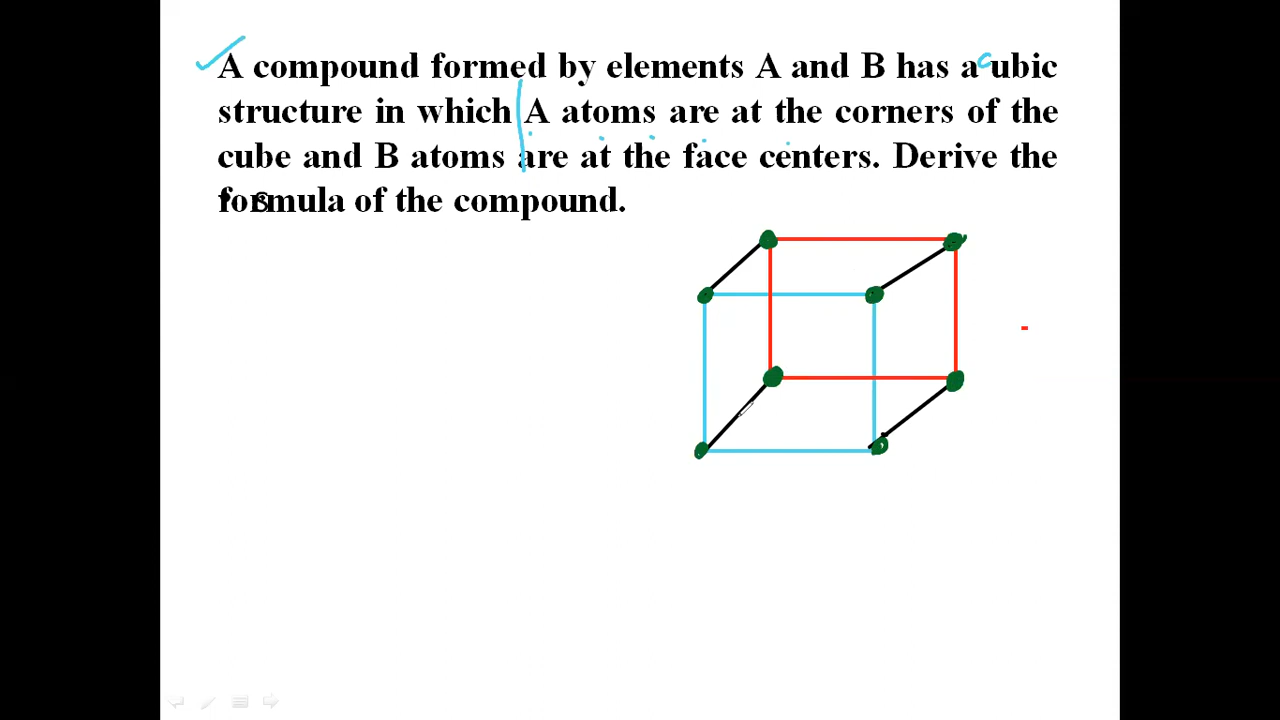 A compound formed by elements A and B has a cubic
structure in which A atoms are at the corners of the
cube and B atoms are at the face centers. Derive the
formula of the compound.